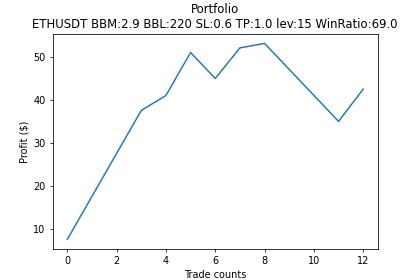 Portfolio
ETHUSDT BBM:2.9 BBL:220 SL:0.6 TP:1.0 lev:15 WinRatio:69.0
50
40
30
20
10
Profit ($)
0 2 4 6 8 10 12
Trade counts